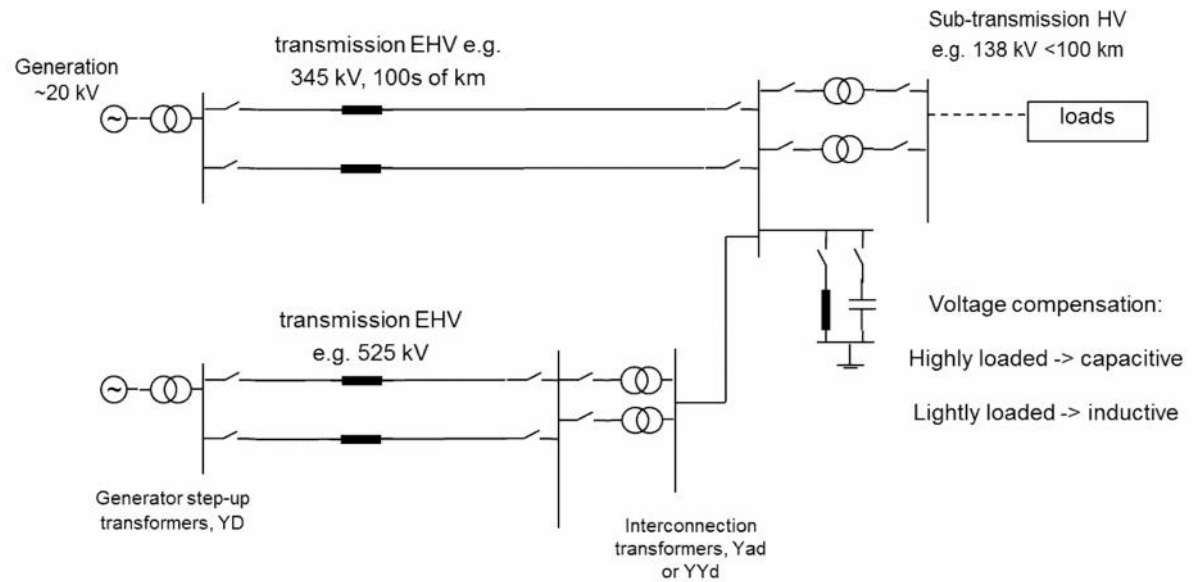 Sub-transmission HV
e.g. 138 kV <100 km
transmission EHV e.g.
345 kV, 100s of km
Generation
~20 kV
~
loads
Voltage compensation:
Highly loaded -> capacitive
Lightly loaded -> inductive
transmission EHV
e.g. 525 kV
~
Generator step-up
transformers, YD
Interconnection
transformers, Yad
or YYd